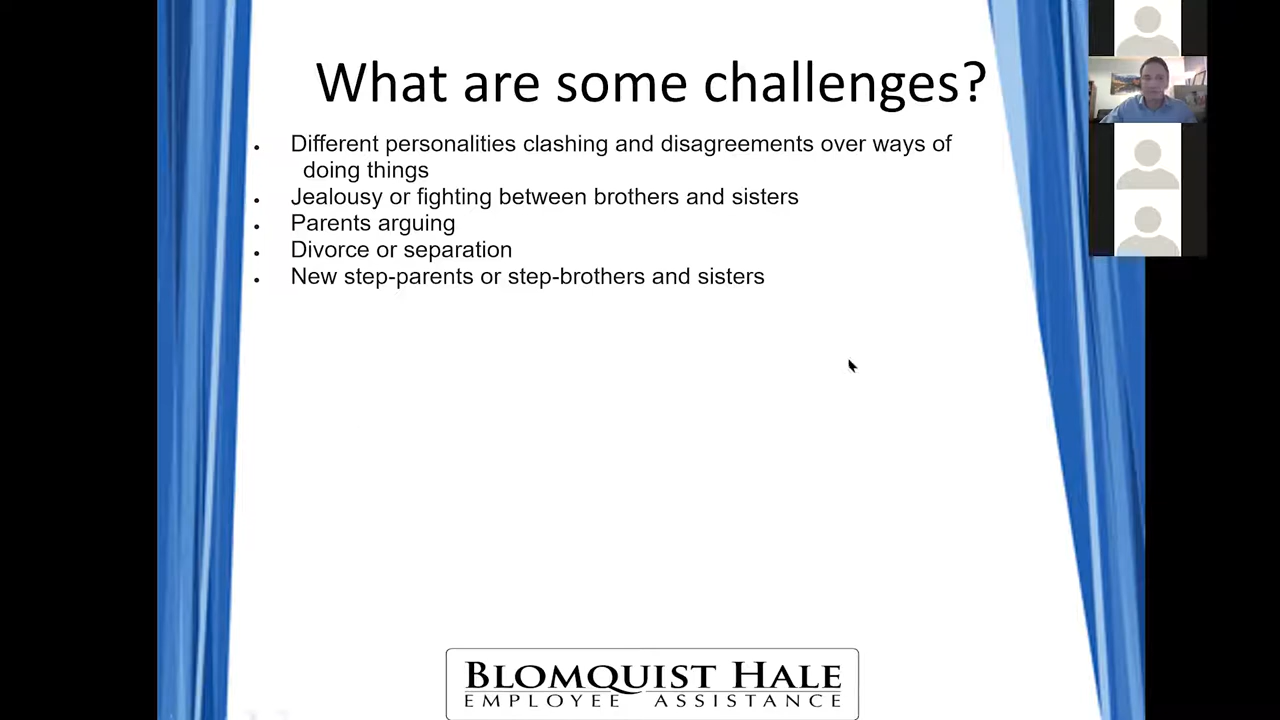 What are some challenges?
• Different personalities clashing and disagreements over ways of
doing things
• Jealousy or fighting between brothers and sisters
• Parents arguing
• Divorce or separation
• New step-parents or step-brothers and sisters
BLOMQUIST HALE
EMPLOYEE ASSISTANCE